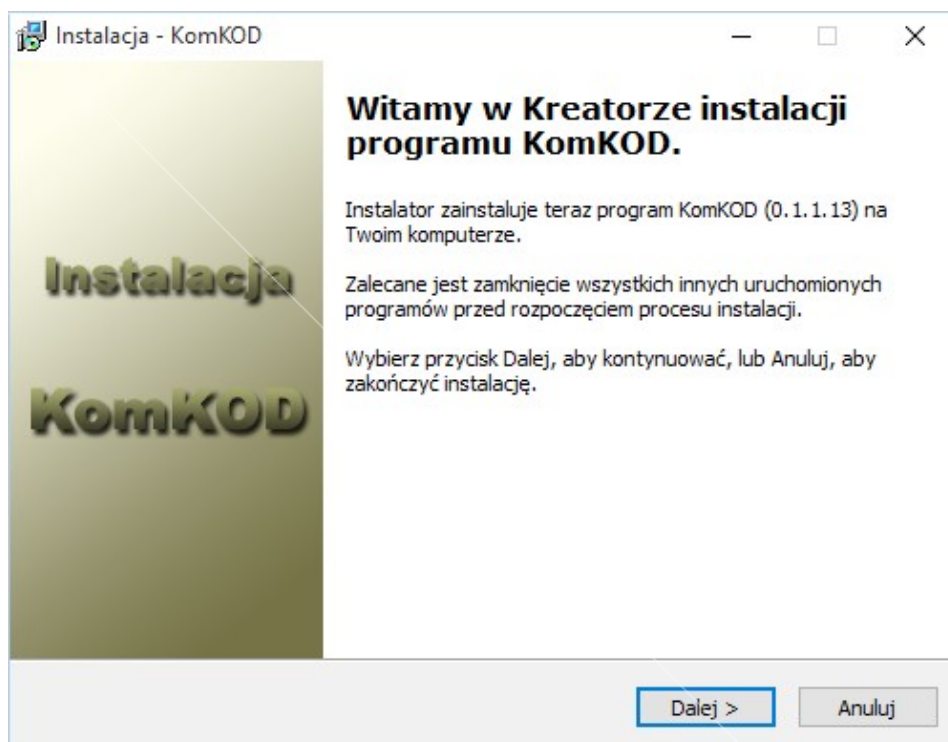 Instalacja - KomKOD
Witamy w Kreatorze instalacji
programu KomKOD.
Instalator zainstaluje teraz program KomKOD (0.1.1.13) na
Twoim komputerze.
Zalecane jest zamknięcie wszystkich innych uruchomionych
programów przed rozpoczęciem procesu instalacji.
Wybierz przycisk Dalej, aby kontynuować, lub Anuluj, aby
zakończyć instalację.
Instalacja
KomKOD
Dalej >
Anuluj